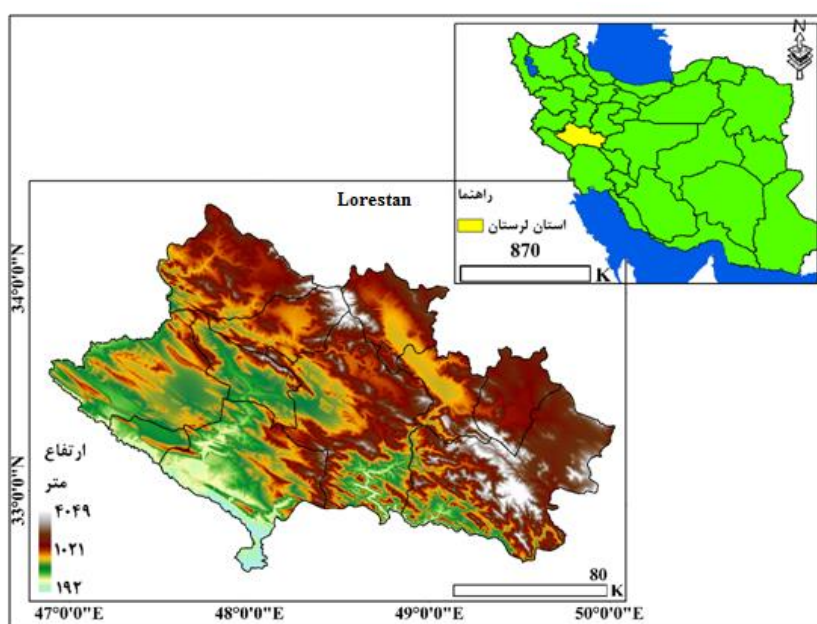 N
راهنما
استان لرستان
870
K
Lorestan
34°0'0"N
33°0'0"N
ارتفاع
متر
۴۰۴۹
۱۰۲۱
۱۹۲
80
K
47°0'0"E 48°0'0"E 49°0'0"E 50°0'0"E